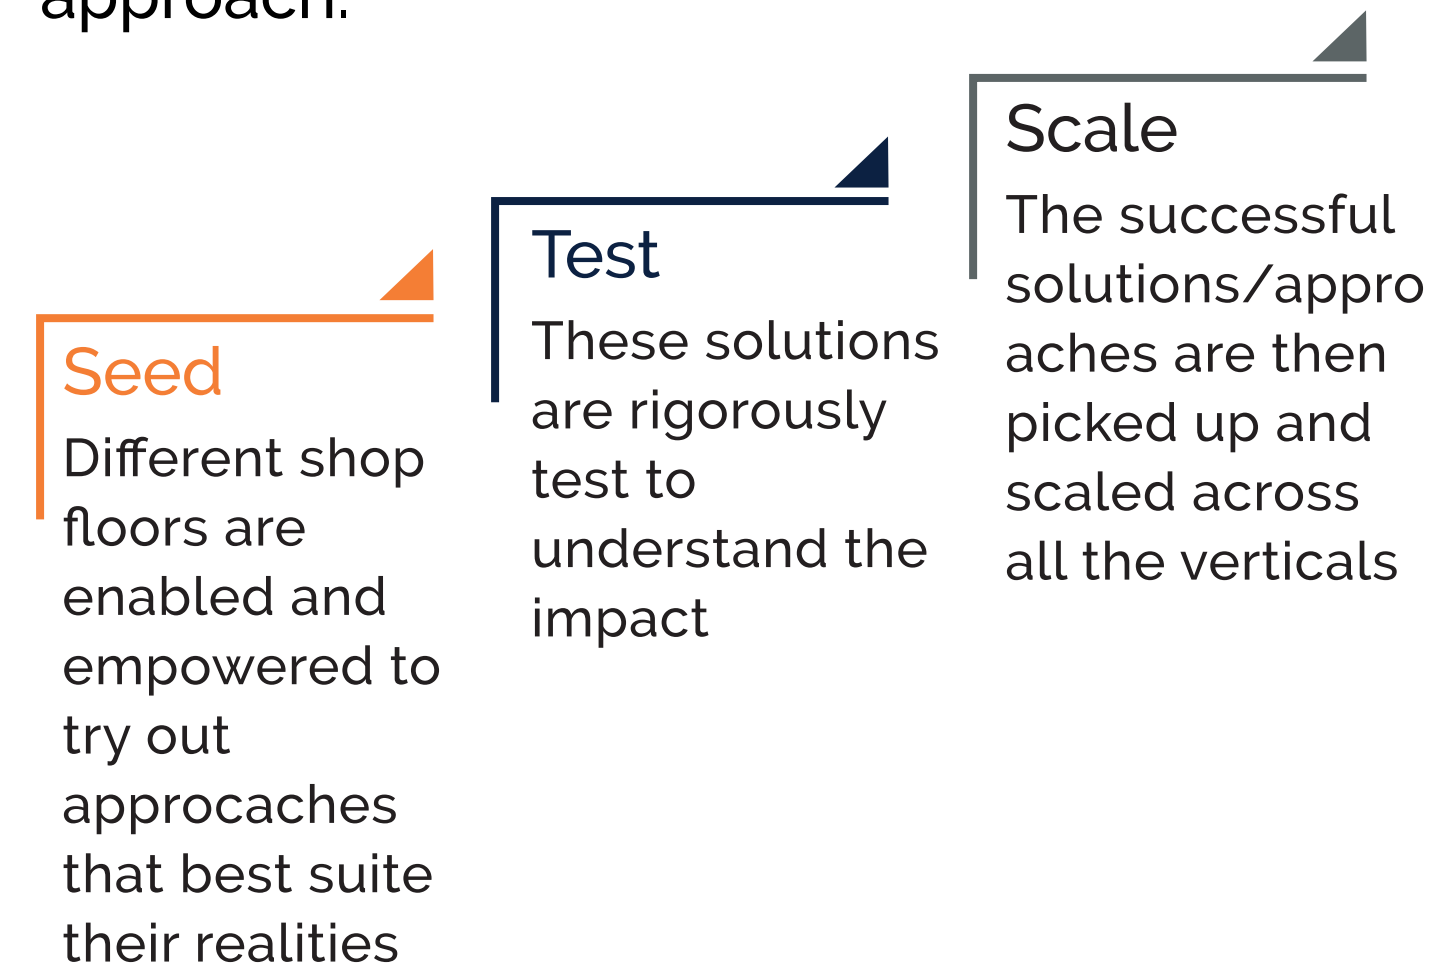 approach.
Seed
Different shop
floors are
enabled and
empowered to
try out
approcaches
that best suite
their realities
Test
These solutions
are rigorously
test to
understand the
impact
Scale
The successful
solutions/appro
aches are then
picked up and
scaled across
all the verticals